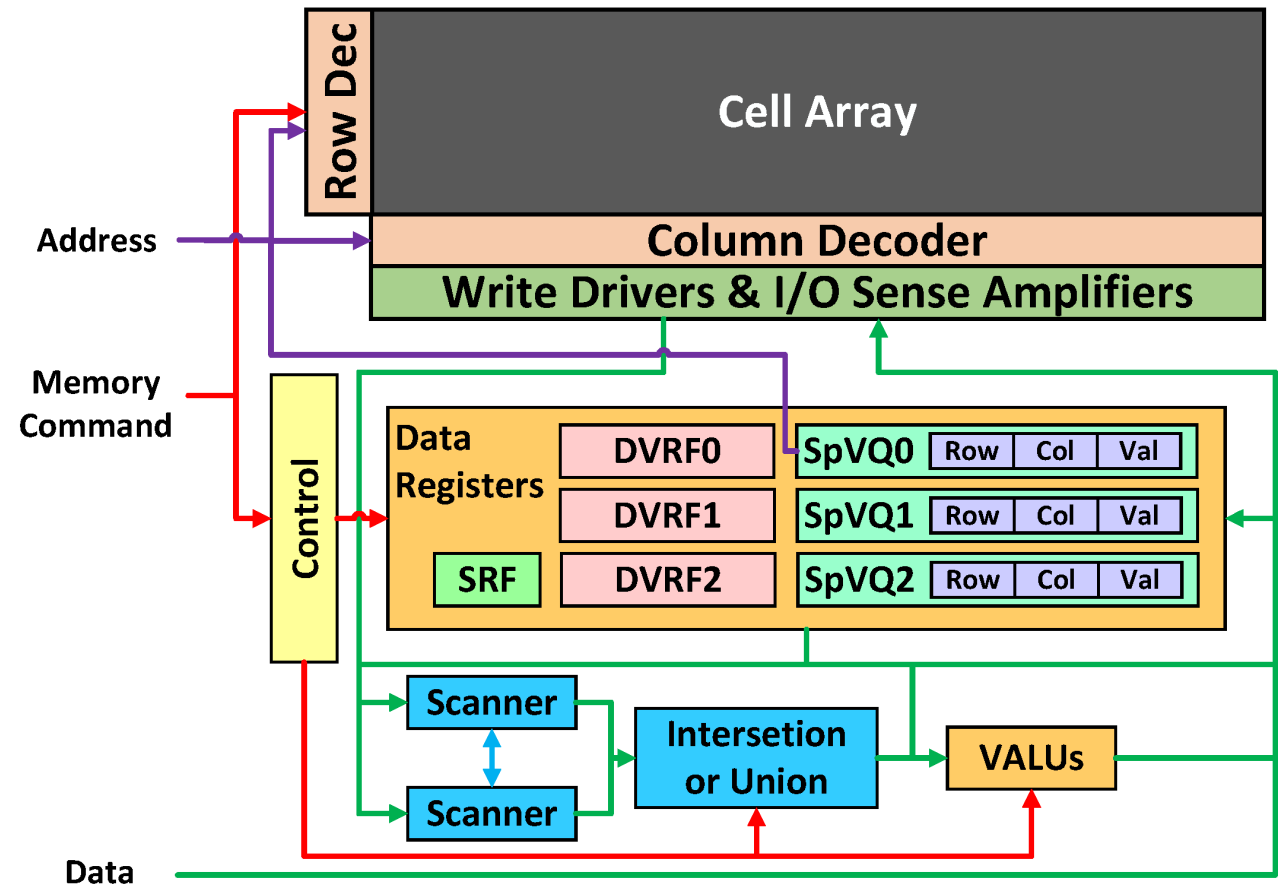 Row Dec
Cell Array
Address
Column Decoder
Write Drivers & I/O Sense Amplifiers
Memory
Command
Control
Data
Registers
DVRF0
SpVQ0
Row
Col
Val
DVRF1
SpVQ1
Row
Col
Val
SRF
DVRF2
SpVQ2
Row
Col
Val
Scanner
Scanner
Intersetion
or Union
VALUs
Data